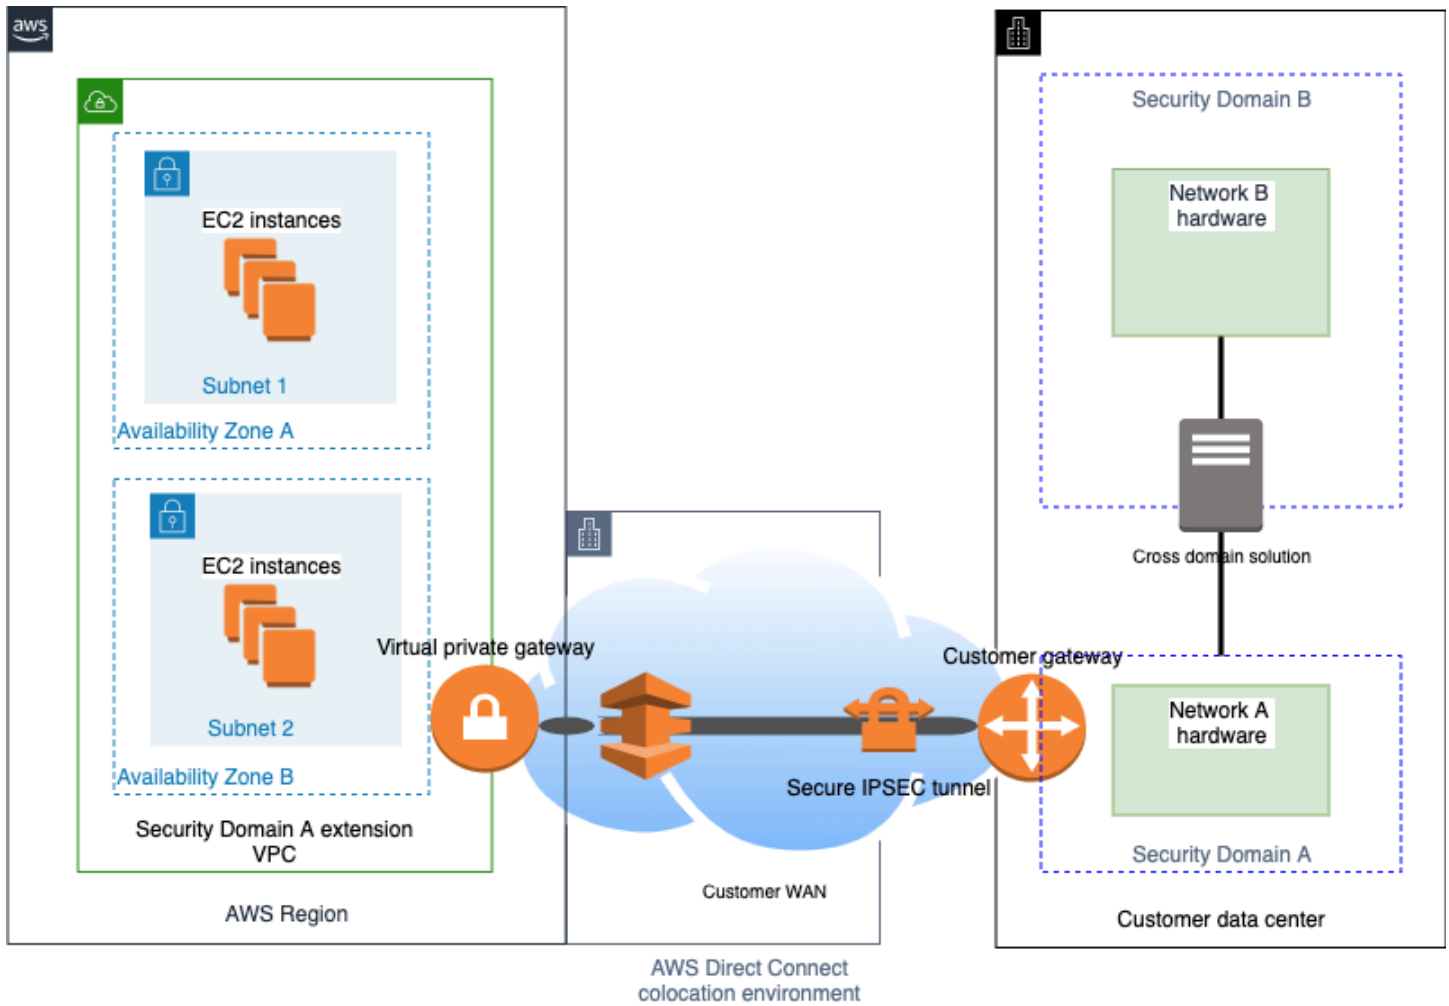 aws
EC2 instances
Subnet 1
Availability Zone A
EC2 instances
Subnet 2
Availability Zone B
Security Domain A extension
VPC
AWS Region
Virtual private gateway
Secure IPSEC tunnel
Customer WAN
AWS Direct Connect
colocation environment
Customer gateway
Security Domain B
Network B
hardware
Cross domain solution
Network A
hardware
Security Domain A
Customer data center